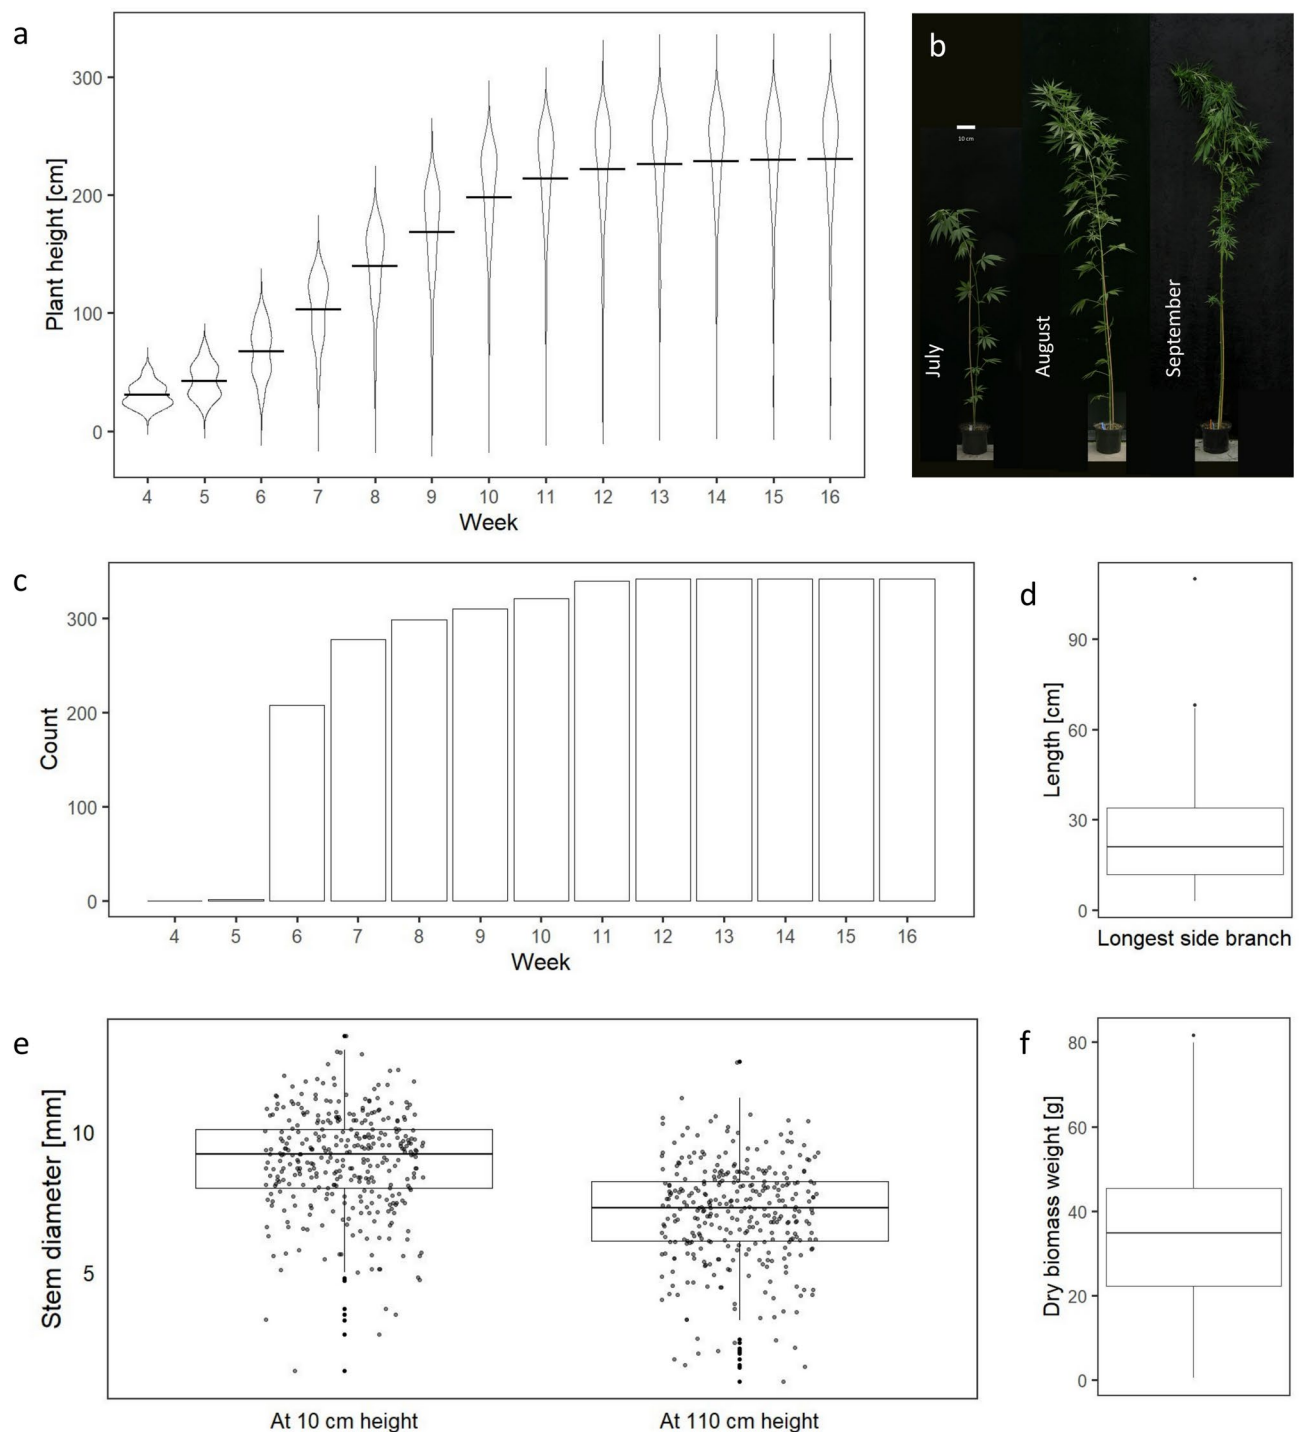 a
300
200
100
0
Plant height [cm]
4 5 6 7 8 9 10 11 12 13 14 15 16
Week
b
10 cm
July
August
September
c
300
200
100
0
Count
4 5 6 7 8 9 10 11 12 13 14 15 16
Week
d
90
60
30
0
Length [cm]
Longest side branch
e
10
5
Stem diameter [mm]
At 10 cm height
At 110 cm height
f
80
60
40
20
0
Dry biomass weight [g]